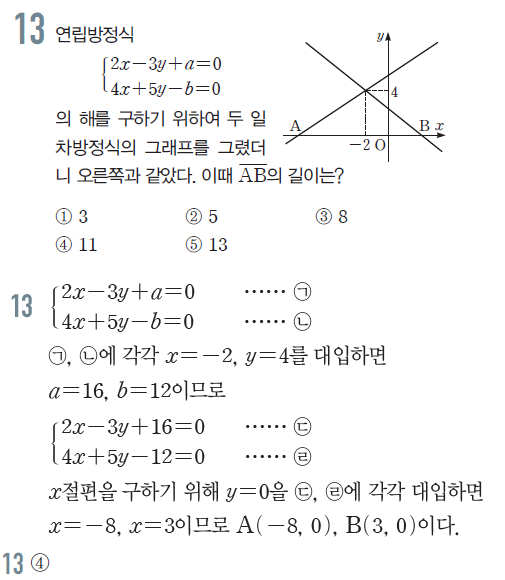 13 연립방정식
{2x-3y+a=0
4x+5y-b=0
의 해를 구하기 위하여 두 일
차방정식의 그래프를 그렸더
니 오른쪽과 같았다. 이때 \overline{AB}의 길이는?
y
4
A B x
-2 O
① 3 ② 5 ③ 8
④ 11 ⑤ 13
13 {2x-3y+a=0 ⋯⋯ ㉠
4x+5y-b=0 ⋯⋯ ㉡
㉠, ㉡에 각각 x=-2, y=4를 대입하면
a=16, b=12이므로
{2x-3y+16=0 ⋯⋯ ㉢
4x+5y-12=0 ⋯⋯ ㉣
x절편을 구하기 위해 y=0을 ㉢, ㉣에 각각 대입하면
x=-8, x=3이므로 A(-8, 0), B(3, 0)이다.
13 ④